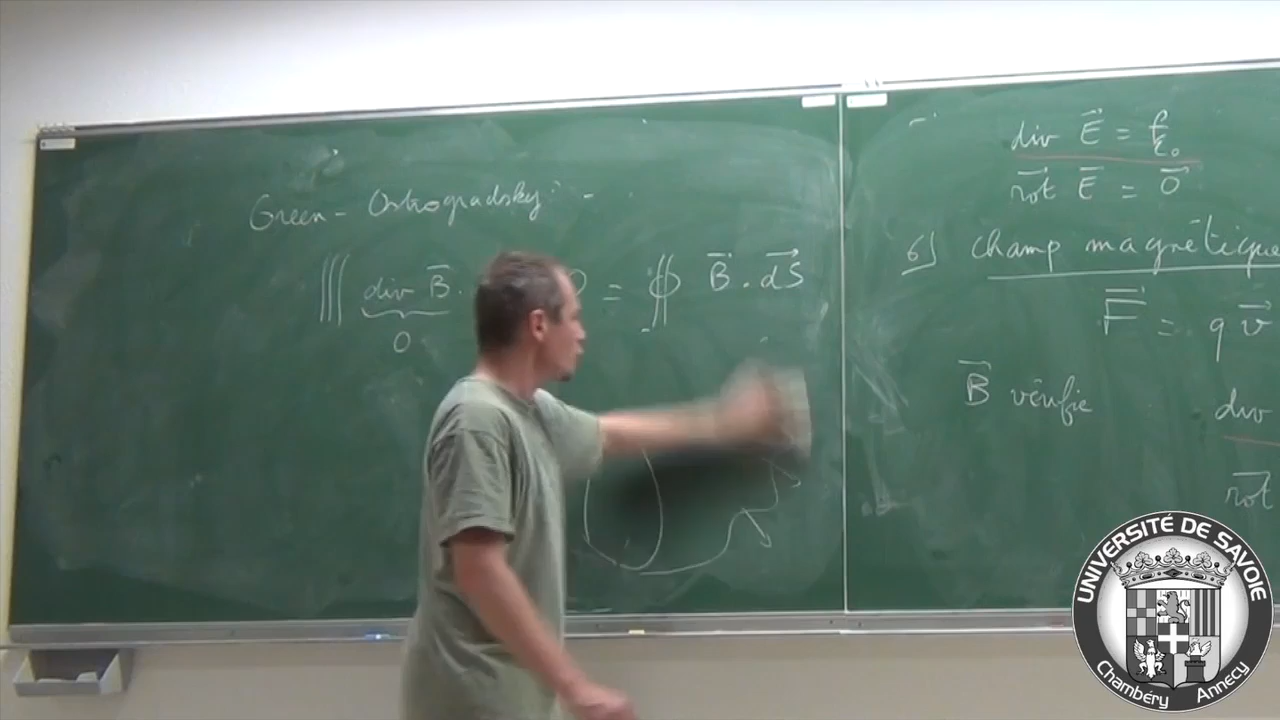 Green - Ostrogradsky
∭ div B⃗ . = ∯ B⃗ . dS⃗
0
div E⃗ = ρ/ε₀
rot⃗ E⃗ = 0⃗
6) champ magnétique
F⃗ = q v⃗
B⃗ vérifie div
rot⃗
UNIVERSITÉ DE SAVOIE
Chambéry Annecy